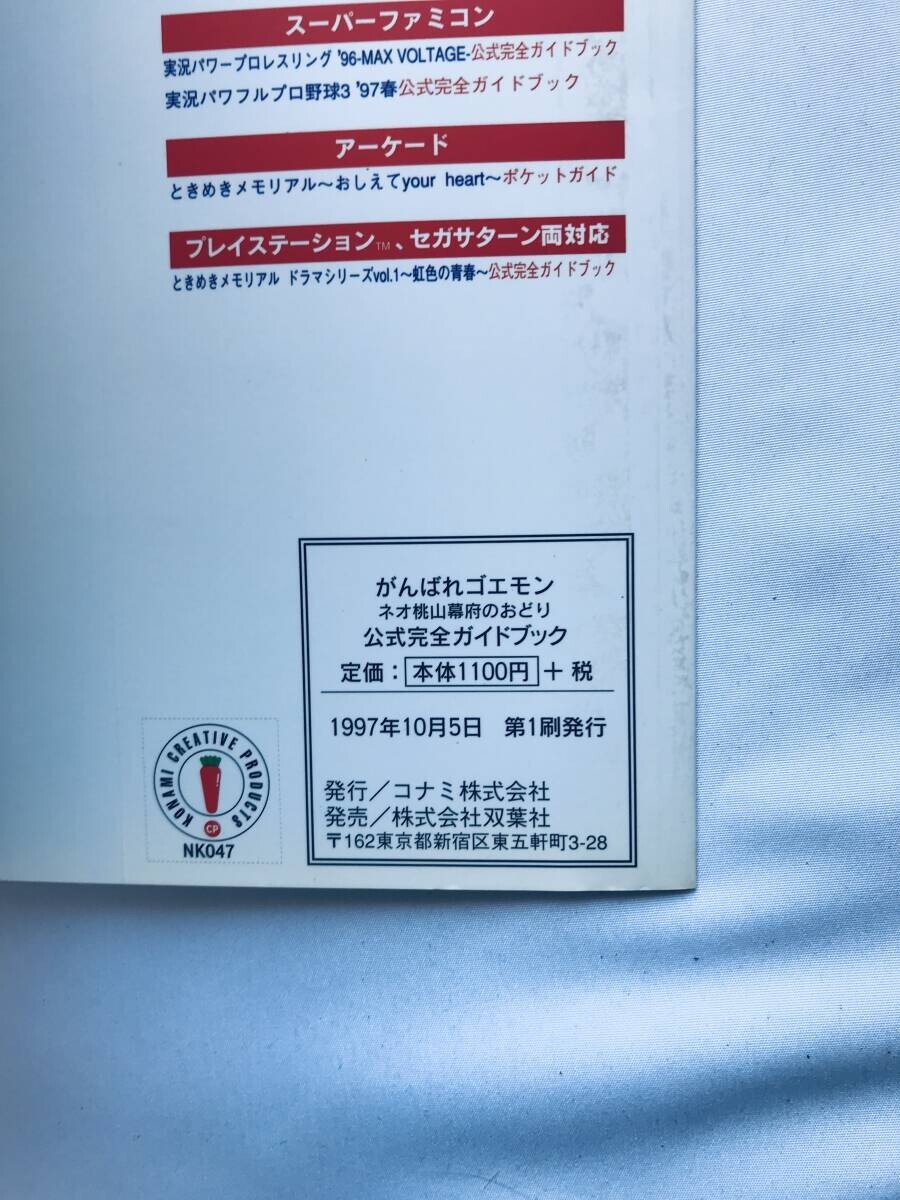 スーパーファミコン
実況パワープロレスリング '96-MAX VOLTAGE-公式完全ガイドブック
実況パワフルプロ野球3 '97春公式完全ガイドブック
アーケード
ときめきメモリアル〜おしえてyour heart〜ポケットガイド
プレイステーション™、セガサターン両対応
ときめきメモリアル ドラマシリーズvol.1〜虹色の青春〜公式完全ガイドブック
がんばれゴエモン
ネオ桃山幕府のおどり
公式完全ガイドブック
定価：本体1100円＋税
1997年10月5日 第1刷発行
発行／コナミ株式会社
発売／株式会社双葉社
〒162東京都新宿区東五軒町3-28
KONAMI CREATIVE PRODUCTS
CP
NK047